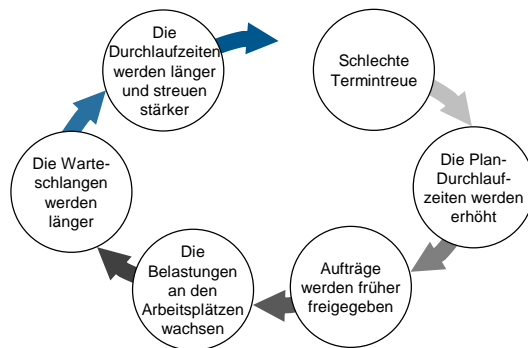 Schlechte
Termintreue
Die Plan-
Durchlauf-
zeiten werden
erhöht
Aufträge
werden früher
freigegeben
Die
Belastungen
an den
Arbeitsplätzen
wachsen
Die Warte-
schlangen
werden
länger
Die
Durchlaufzeiten
werden länger
und streuen
stärker